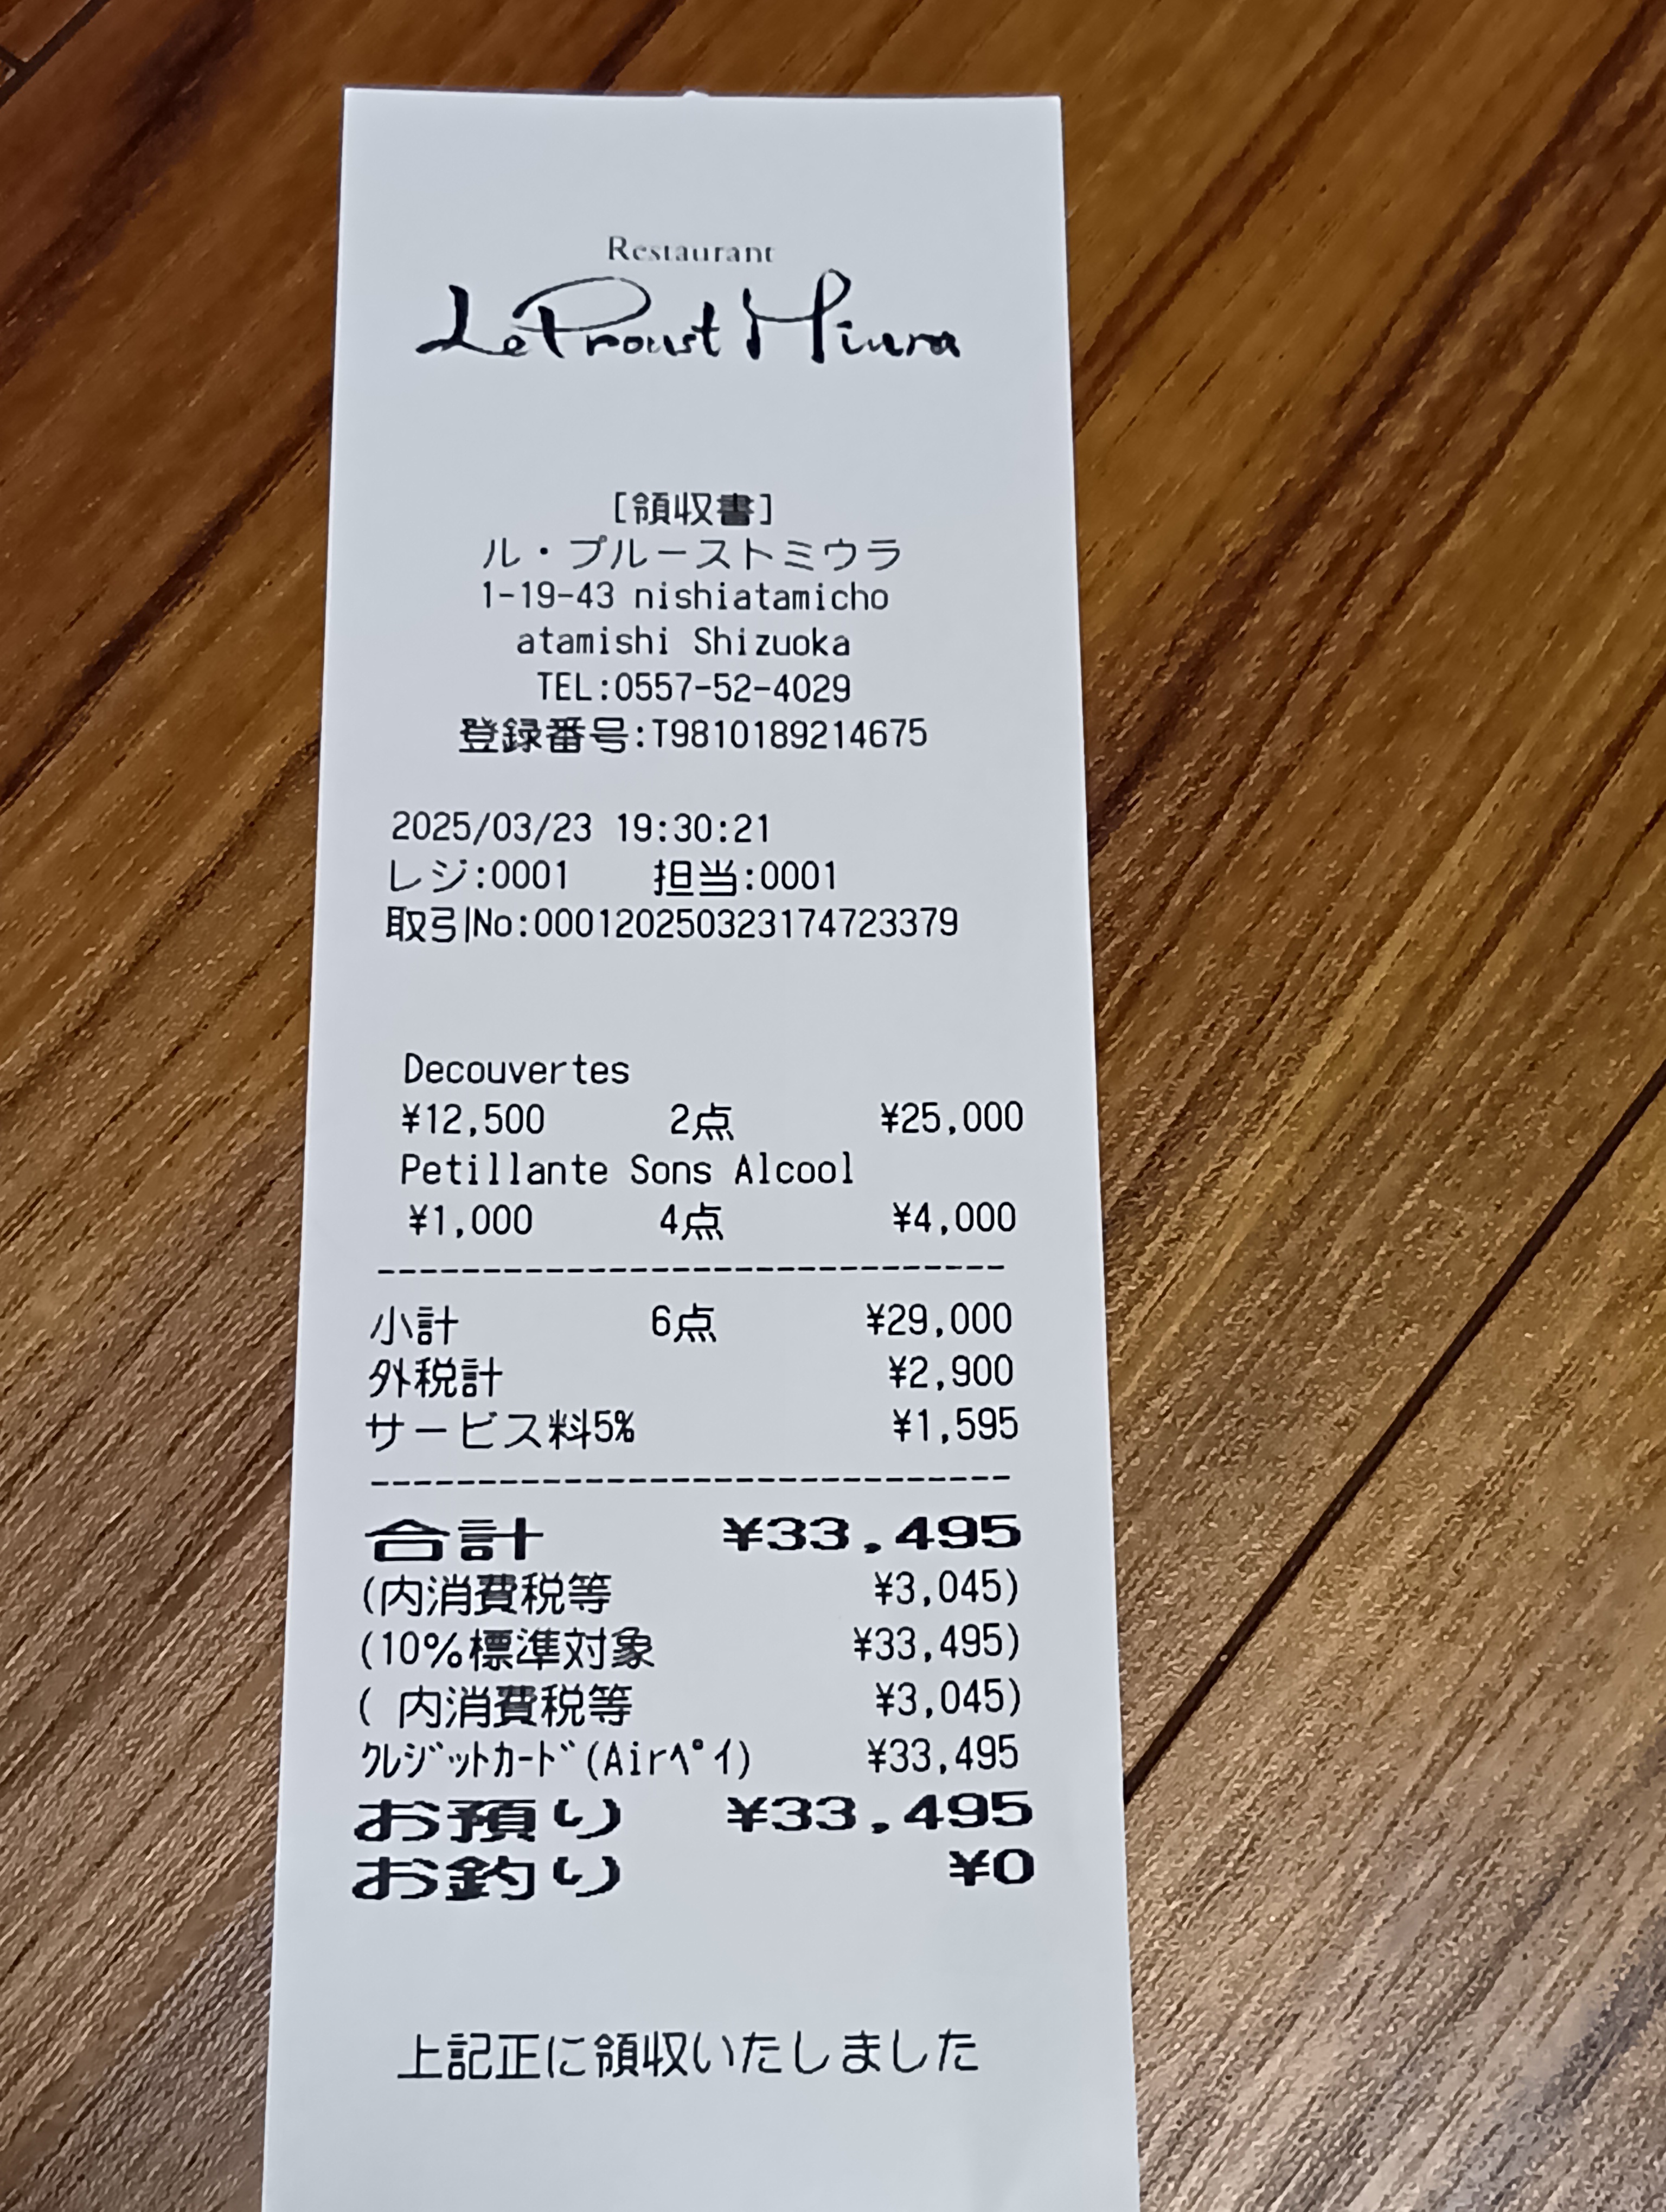 Restaurant
Le Proust Miura
[領収書]
ル・プルーストミウラ
1-19-43 nishiatamicho
atamishi Shizuoka
TEL:0557-52-4029
登録番号:T9810189214675
2025/03/23 19:30:21
レジ:0001 担当:0001
取引No:000120250323174723379
Decouvertes
¥12,500 2点 ¥25,000
Petillante Sons Alcool
¥1,000 4点 ¥4,000
------------------------------
小計 6点 ¥29,000
外税計 ¥2,900
サービス料5% ¥1,595
------------------------------
合計 ¥33,495
(内消費税等 ¥3,045)
(10%標準対象 ¥33,495)
( 内消費税等 ¥3,045)
ｸﾚｼﾞｯﾄｶｰﾄﾞ(Airﾍﾟｲ) ¥33,495
お預り ¥33,495
お釣り ¥0
上記正に領収いたしました